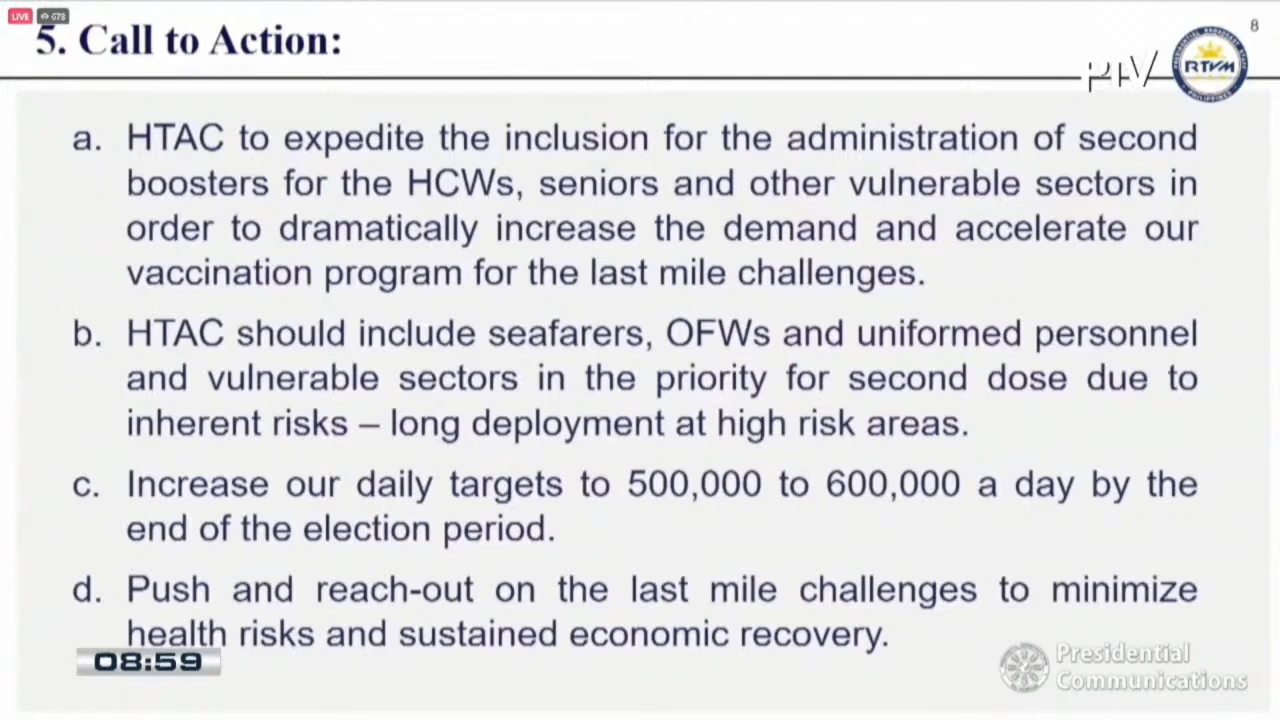 LIVE 678
5. Call to Action:
8
PTV
RTVM
a. HTAC to expedite the inclusion for the administration of second
boosters for the HCWs, seniors and other vulnerable sectors in
order to dramatically increase the demand and accelerate our
vaccination program for the last mile challenges.
b. HTAC should include seafarers, OFWs and uniformed personnel
and vulnerable sectors in the priority for second dose due to
inherent risks – long deployment at high risk areas.
c. Increase our daily targets to 500,000 to 600,000 a day by the
end of the election period.
d. Push and reach-out on the last mile challenges to minimize
health risks and sustained economic recovery.
08:59
Presidential
Communications